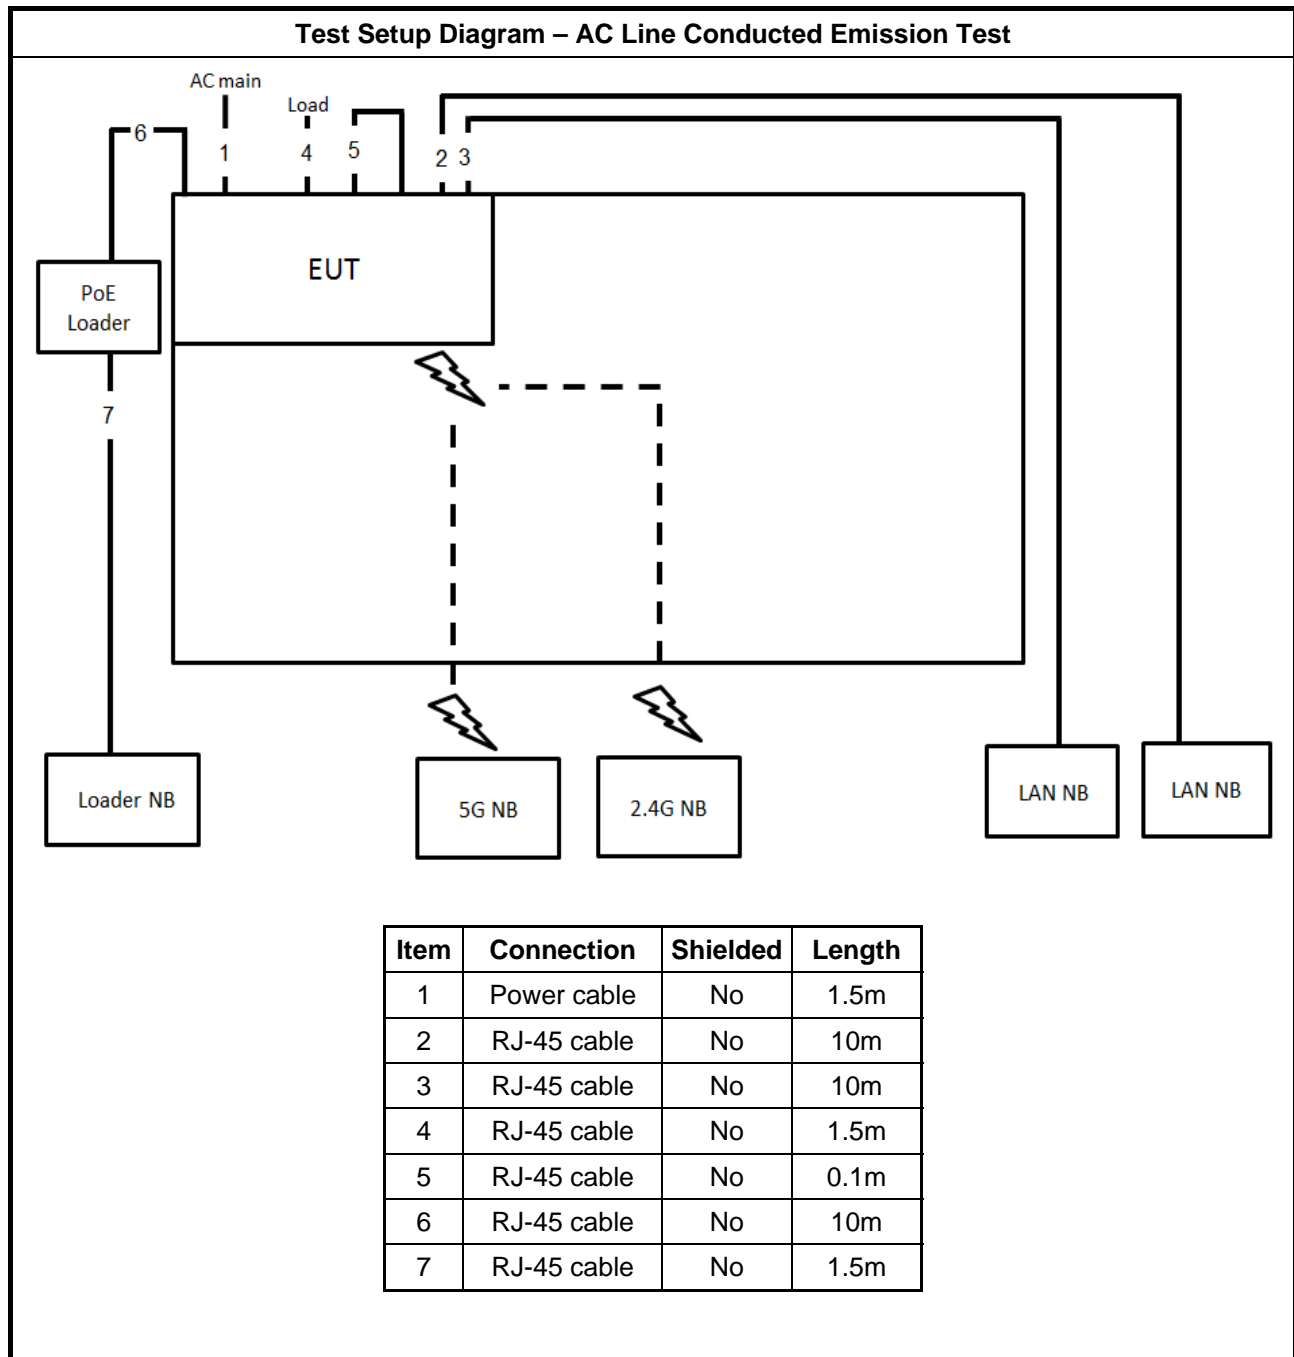 Test Setup Diagram – AC Line Conducted Emission Test
AC main
Load
6
1
4
5
2
3
EUT
PoE
Loader
7
Loader NB
5G NB
2.4G NB
LAN NB
LAN NB
Item Connection Shielded Length
1 Power cable No 1.5m
2 RJ-45 cable No 10m
3 RJ-45 cable No 10m
4 RJ-45 cable No 1.5m
5 RJ-45 cable No 0.1m
6 RJ-45 cable No 10m
7 RJ-45 cable No 1.5m